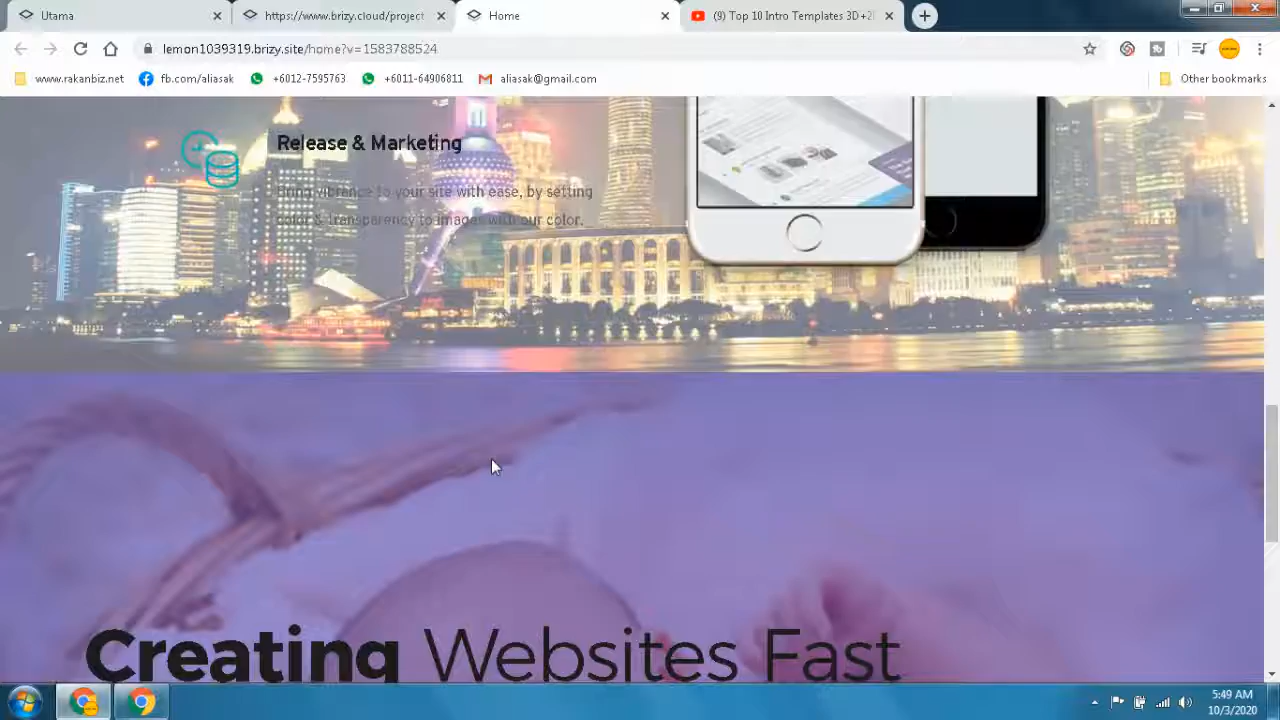 Utama
https://www.brizy.cloud/project
Home
(9) Top 10 Intro Templates 3D +2
lemon1039319.brizy.site/home?v=1583788524
www.rakanbiz.net
fb.com/aliasak
+6012-7595763
+6011-64906811
aliasak@gmail.com
Other bookmarks
Release & Marketing
Bring vibrance to your site with ease, by setting
color & transparency to images with our color.
Creating Websites Fast
5:49 AM
10/3/2020